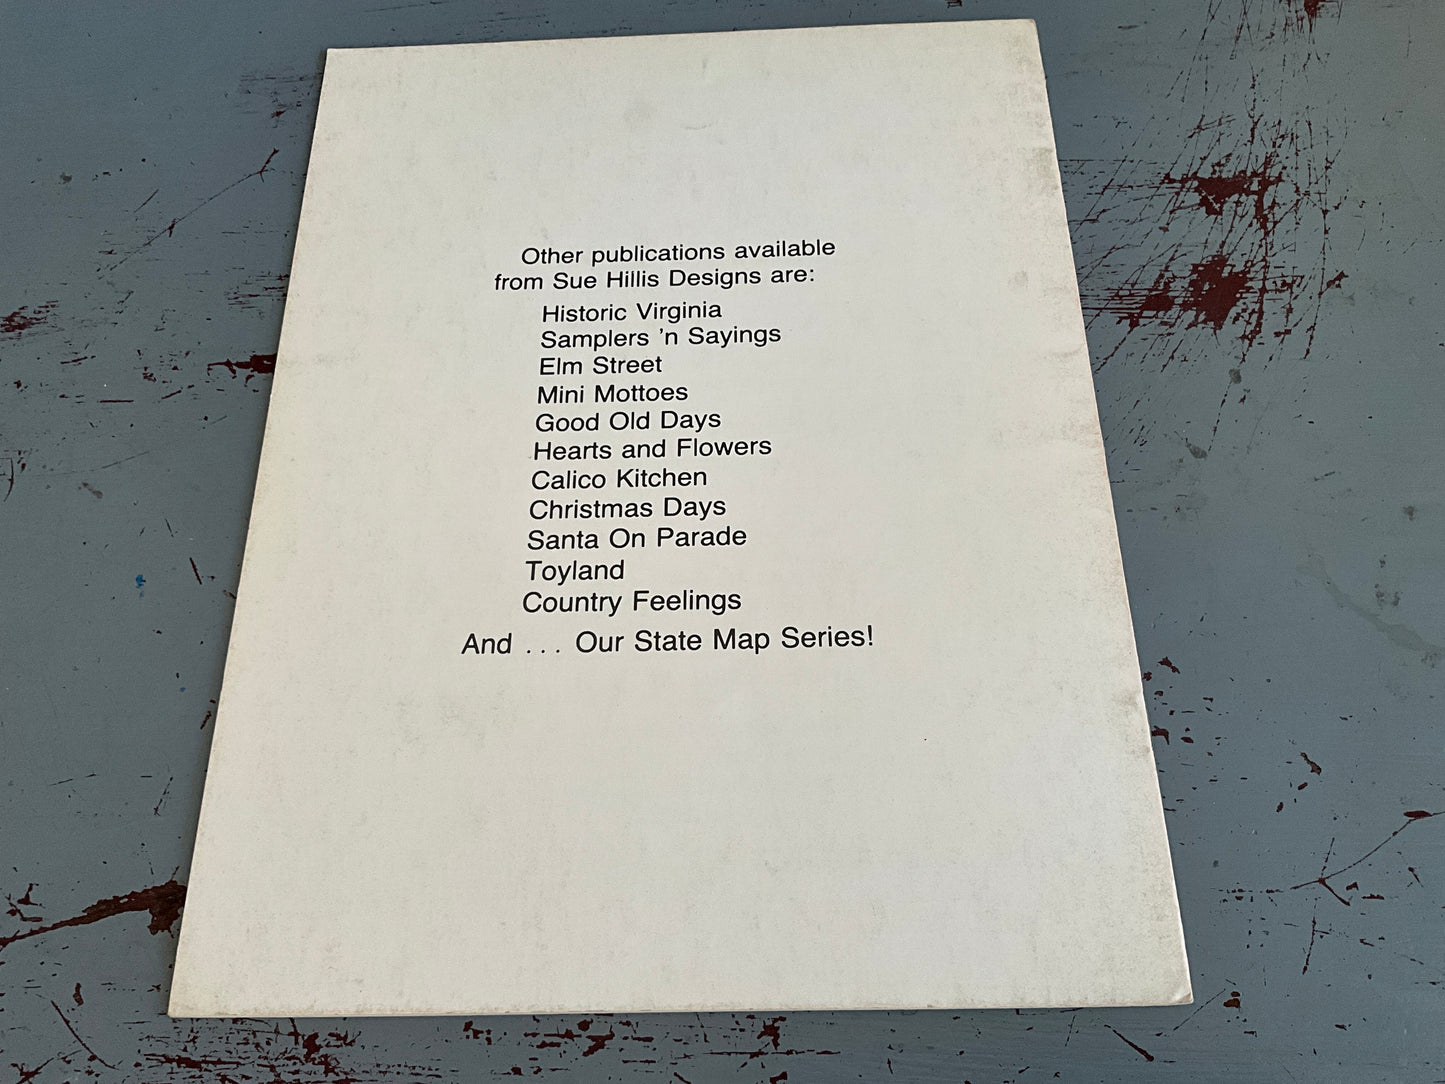 Other publications available
from Sue Hillis Designs are:
Historic Virginia
Samplers 'n Sayings
Elm Street
Mini Mottoes
Good Old Days
Hearts and Flowers
Calico Kitchen
Christmas Days
Santa On Parade
Toyland
Country Feelings
And . . . Our State Map Series!